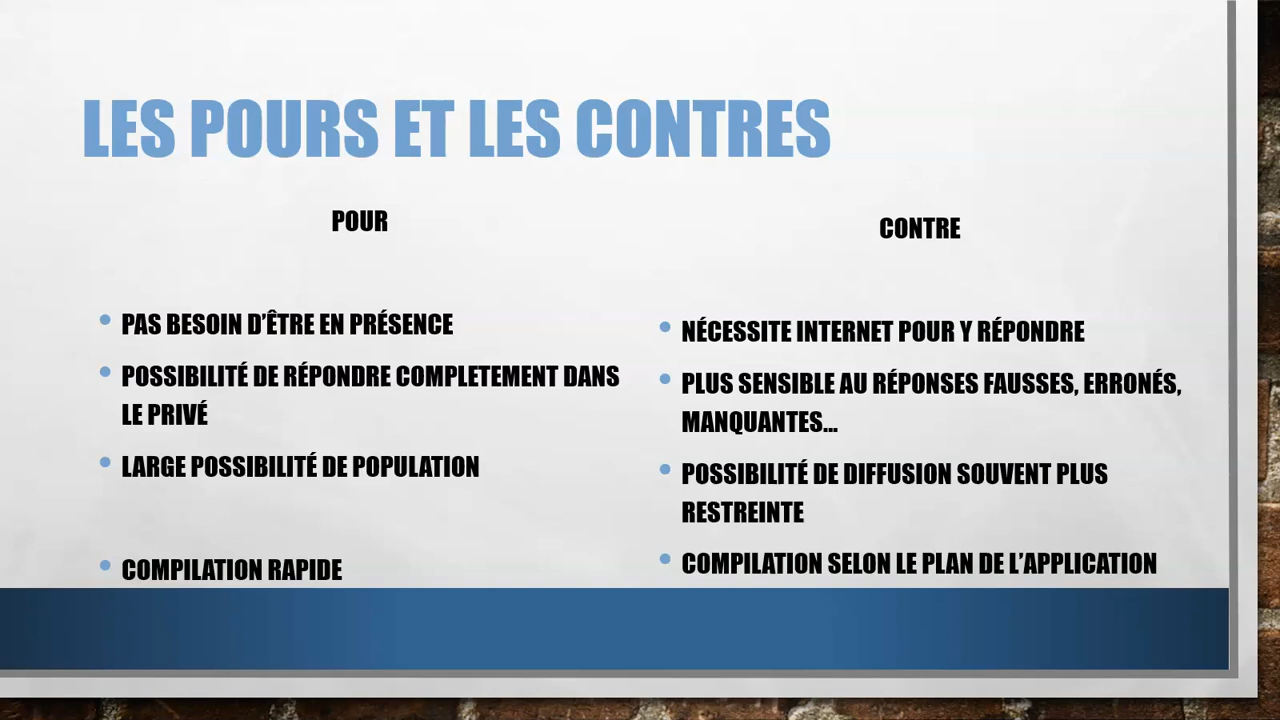 LES POURS ET LES CONTRES
POUR
• PAS BESOIN D’ÊTRE EN PRÉSENCE
• POSSIBILITÉ DE RÉPONDRE COMPLETEMENT DANS
LE PRIVÉ
• LARGE POSSIBILITÉ DE POPULATION
• COMPILATION RAPIDE
CONTRE
• NÉCESSITE INTERNET POUR Y RÉPONDRE
• PLUS SENSIBLE AU RÉPONSES FAUSSES, ERRONÉS,
MANQUANTES…
• POSSIBILITÉ DE DIFFUSION SOUVENT PLUS
RESTREINTE
• COMPILATION SELON LE PLAN DE L’APPLICATION